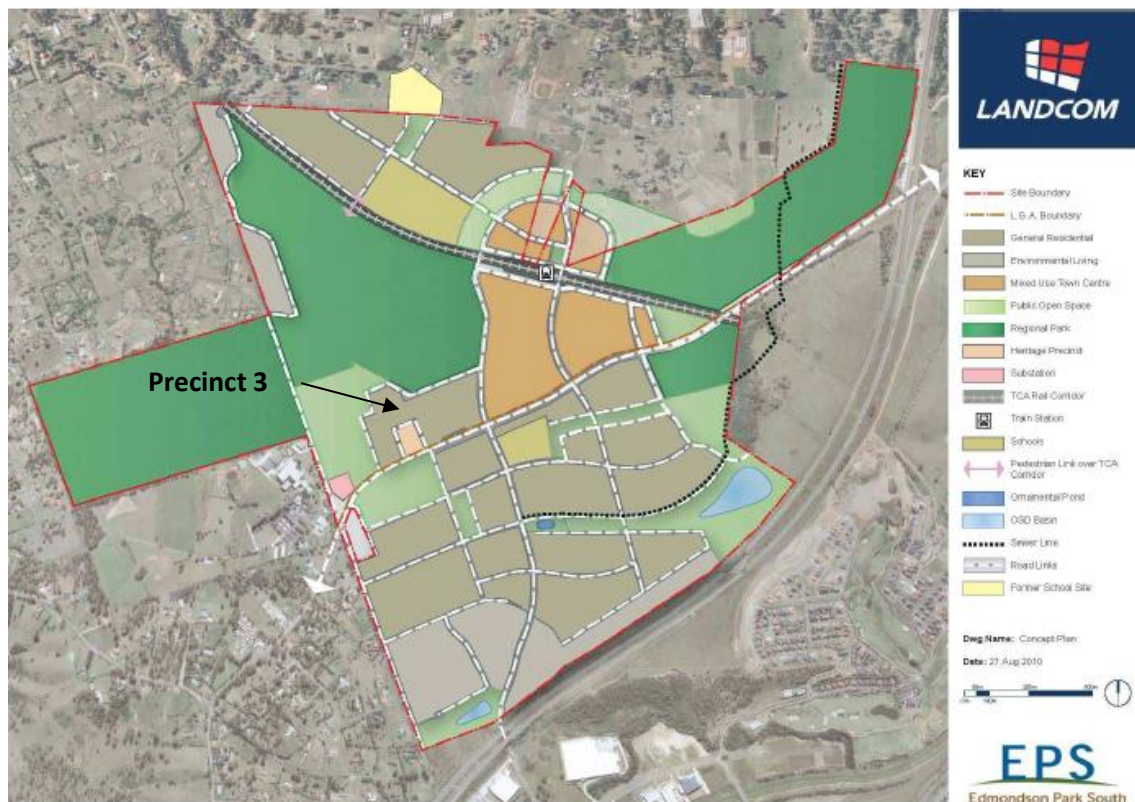 Precinct 3
LANDCOM
KEY
Site Boundary
L.G.A. Boundary
General Residential
Environmental Living
Mixed Use Town Centre
Public Open Space
Regional Park
Heritage Precinct
Substation
TCA Rail Corridor
Train Station
Schools
Pedestrian Link over TCA
Corridor
Ornamental Pond
OSD Basin
Sewer Line
Road Links
Former School Site
Dwg Name: Concept Plan
Date: 27 Aug 2010
EPS
Edmondson Park South